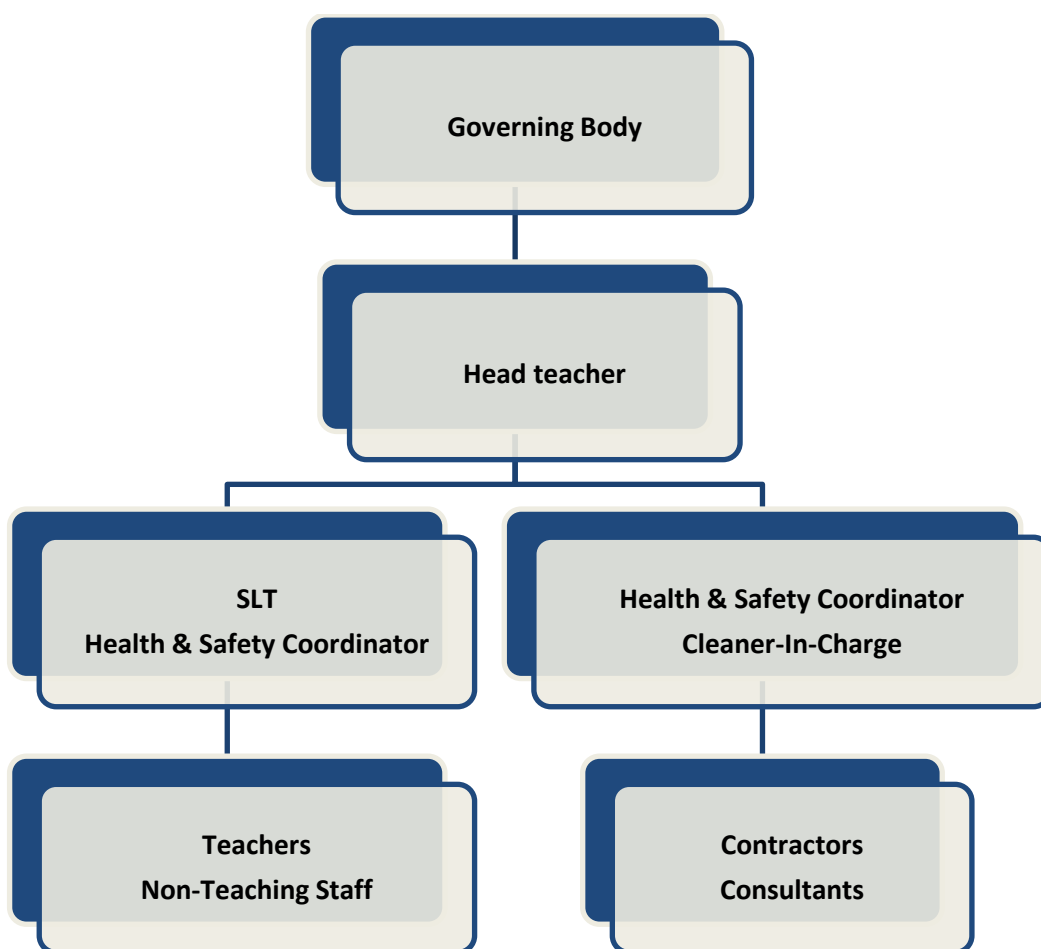 Governing Body
Head teacher
SLT
Health & Safety Coordinator
Health & Safety Coordinator
Cleaner-In-Charge
Teachers
Non-Teaching Staff
Contractors
Consultants